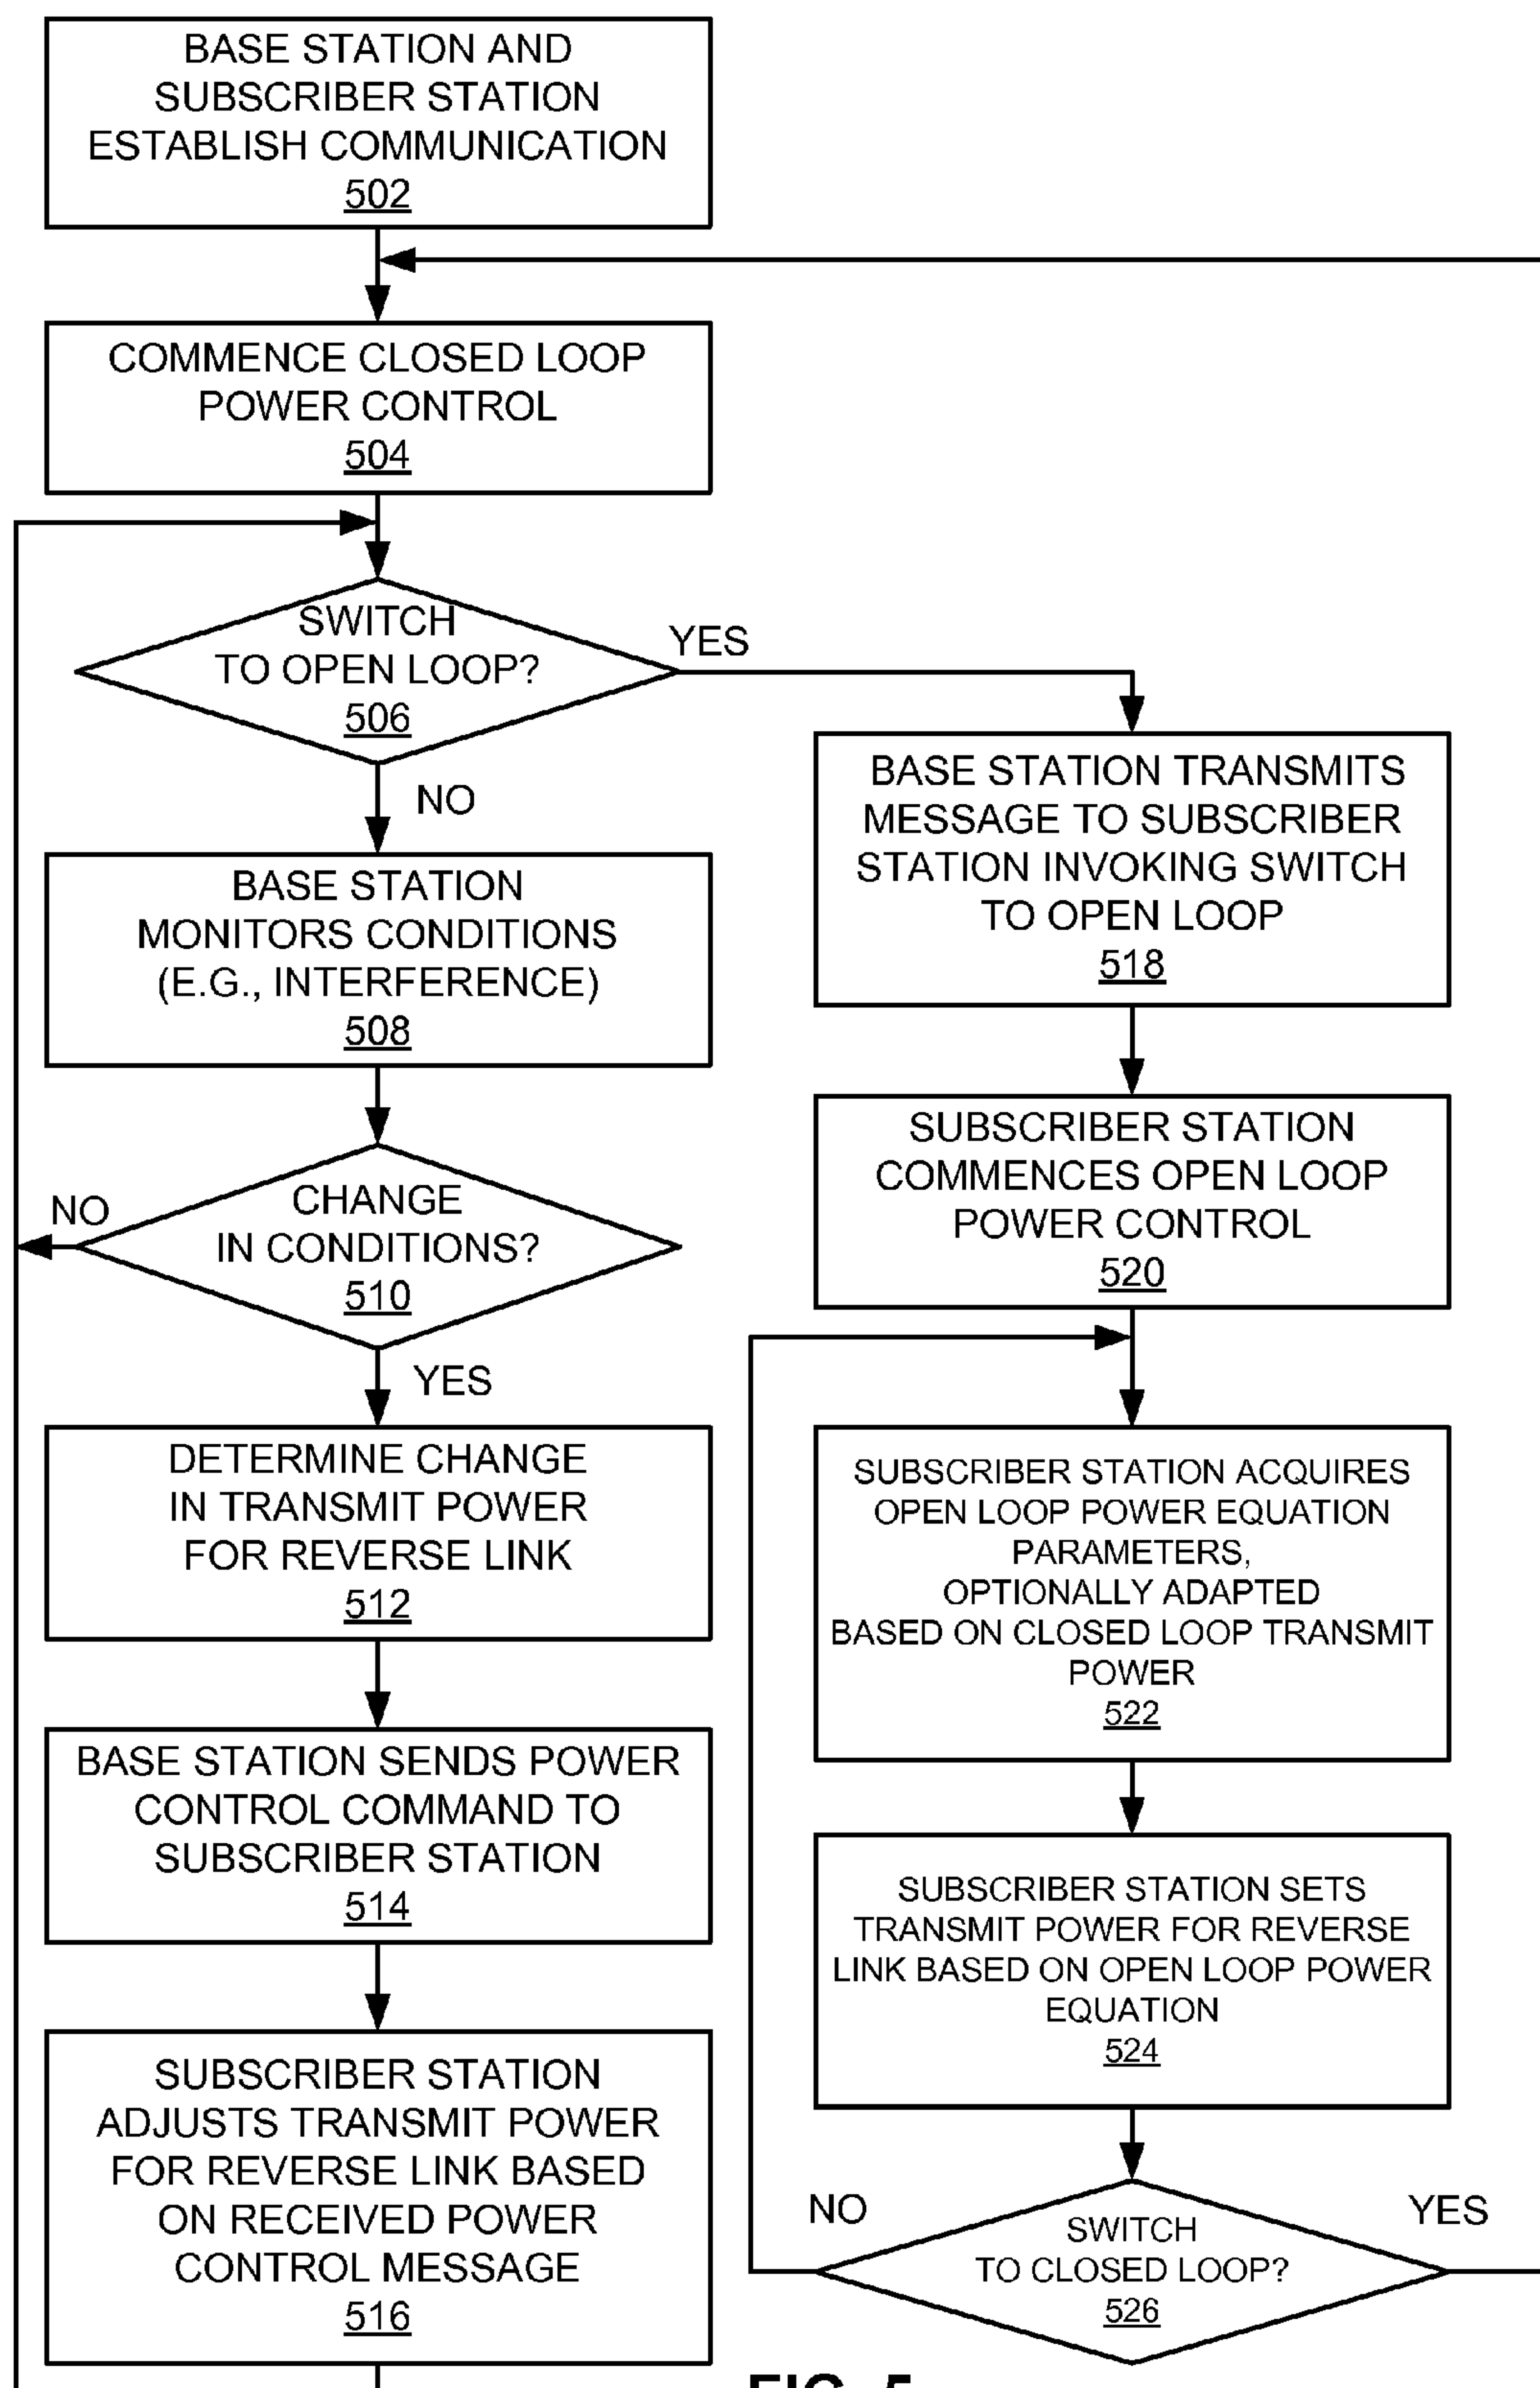 BASE STATION AND
SUBSCRIBER STATION
ESTABLISH COMMUNICATION
502
COMMENCE CLOSED LOOP
POWER CONTROL
504
SWITCH
TO OPEN LOOP?
506
YES
NO
BASE STATION
MONITORS CONDITIONS
(E.G., INTERFERENCE)
508
NO
CHANGE
IN CONDITIONS?
510
YES
DETERMINE CHANGE
IN TRANSMIT POWER
FOR REVERSE LINK
512
BASE STATION SENDS POWER
CONTROL COMMAND TO
SUBSCRIBER STATION
514
SUBSCRIBER STATION
ADJUSTS TRANSMIT POWER
FOR REVERSE LINK BASED
ON RECEIVED POWER
CONTROL MESSAGE
516
BASE STATION TRANSMITS
MESSAGE TO SUBSCRIBER
STATION INVOKING SWITCH
TO OPEN LOOP
518
SUBSCRIBER STATION
COMMENCES OPEN LOOP
POWER CONTROL
520
SUBSCRIBER STATION ACQUIRES
OPEN LOOP POWER EQUATION
PARAMETERS,
OPTIONALLY ADAPTED
BASED ON CLOSED LOOP TRANSMIT
POWER
522
SUBSCRIBER STATION SETS
TRANSMIT POWER FOR REVERSE
LINK BASED ON OPEN LOOP POWER
EQUATION
524
NO
SWITCH
TO CLOSED LOOP?
526
YES
FIG. 5